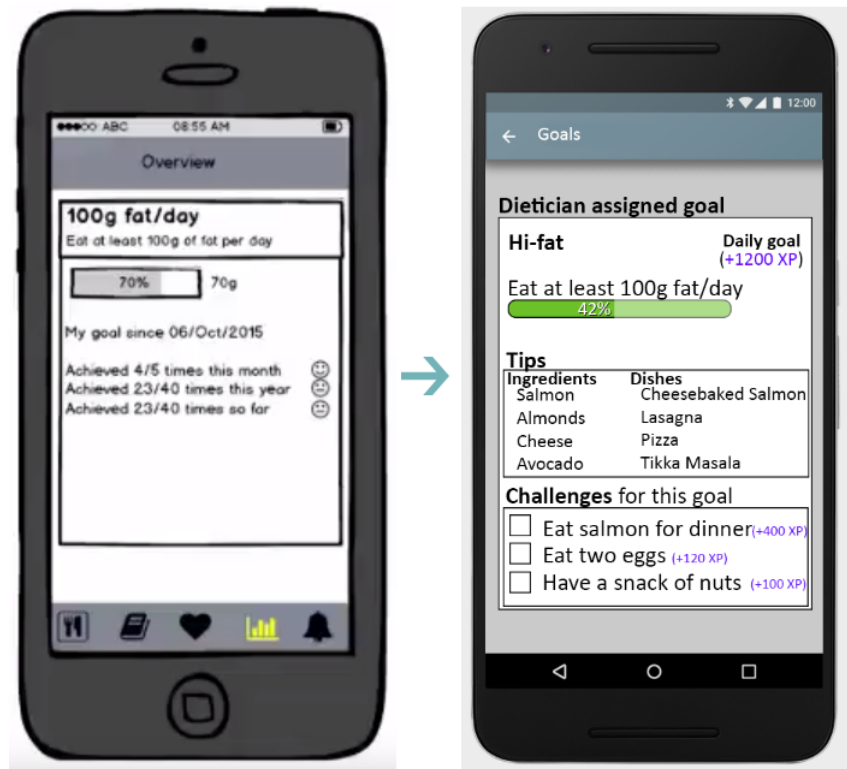 ABC 08:55 AM
Overview
100g fat/day
Eat at least 100g of fat per day
70% 70g
My goal since 06/Oct/2015
Achieved 4/5 times this month
Achieved 23/40 times this year
Achieved 23/40 times so far
12:00
Goals
Dietician assigned goal
Hi-fat Daily goal
(+1200 XP)
Eat at least 100g fat/day
42%
Tips
Ingredients Dishes
Salmon Cheesebaked Salmon
Almonds Lasagna
Cheese Pizza
Avocado Tikka Masala
Challenges for this goal
Eat salmon for dinner(+400 XP)
Eat two eggs (+120 XP)
Have a snack of nuts (+100 XP)